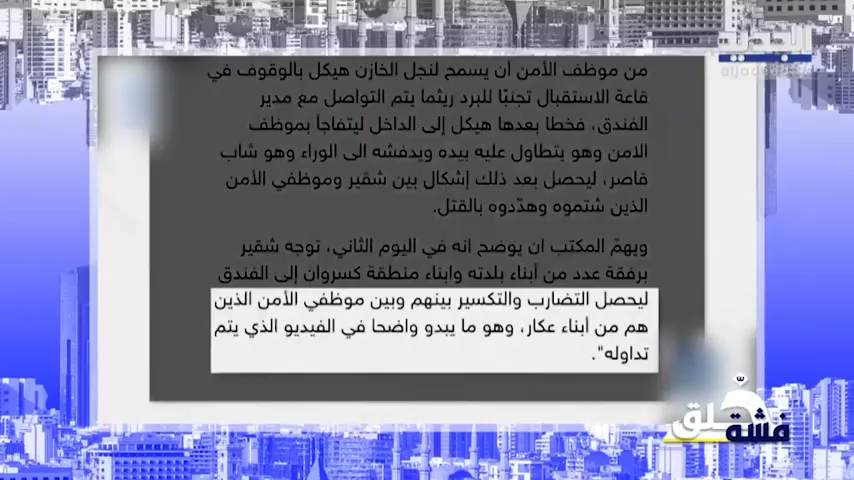 الجديد
aljadeed.tv
من موظف الأمن أن يسمح لنجل الخازن هيكل بالوقوف في
قاعة الاستقبال تجنبًا للبرد ريثما يتم التواصل مع مدير
الفندق، فخطا بعدها هيكل إلى الداخل ليتفاجأ بموظف
الامن وهو يتطاول عليه بيده ويدفشه الى الوراء وهو شاب
قاصر، ليحصل بعد ذلك إشكال بين شقير وموظفي الأمن
الذين شتموه وهدّدوه بالقتل.
ويهمّ المكتب ان يوضح انه في اليوم الثاني، توجه شقير
برفقة عدد من أبناء بلدته وابناء منطقة كسروان إلى الفندق
ليحصل التضارب والتكسير بينهم وبين موظفي الأمن الذين
هم من أبناء عكار، وهو ما يبدو واضحا في الفيديو الذي يتم
تداوله".
فشة خلق